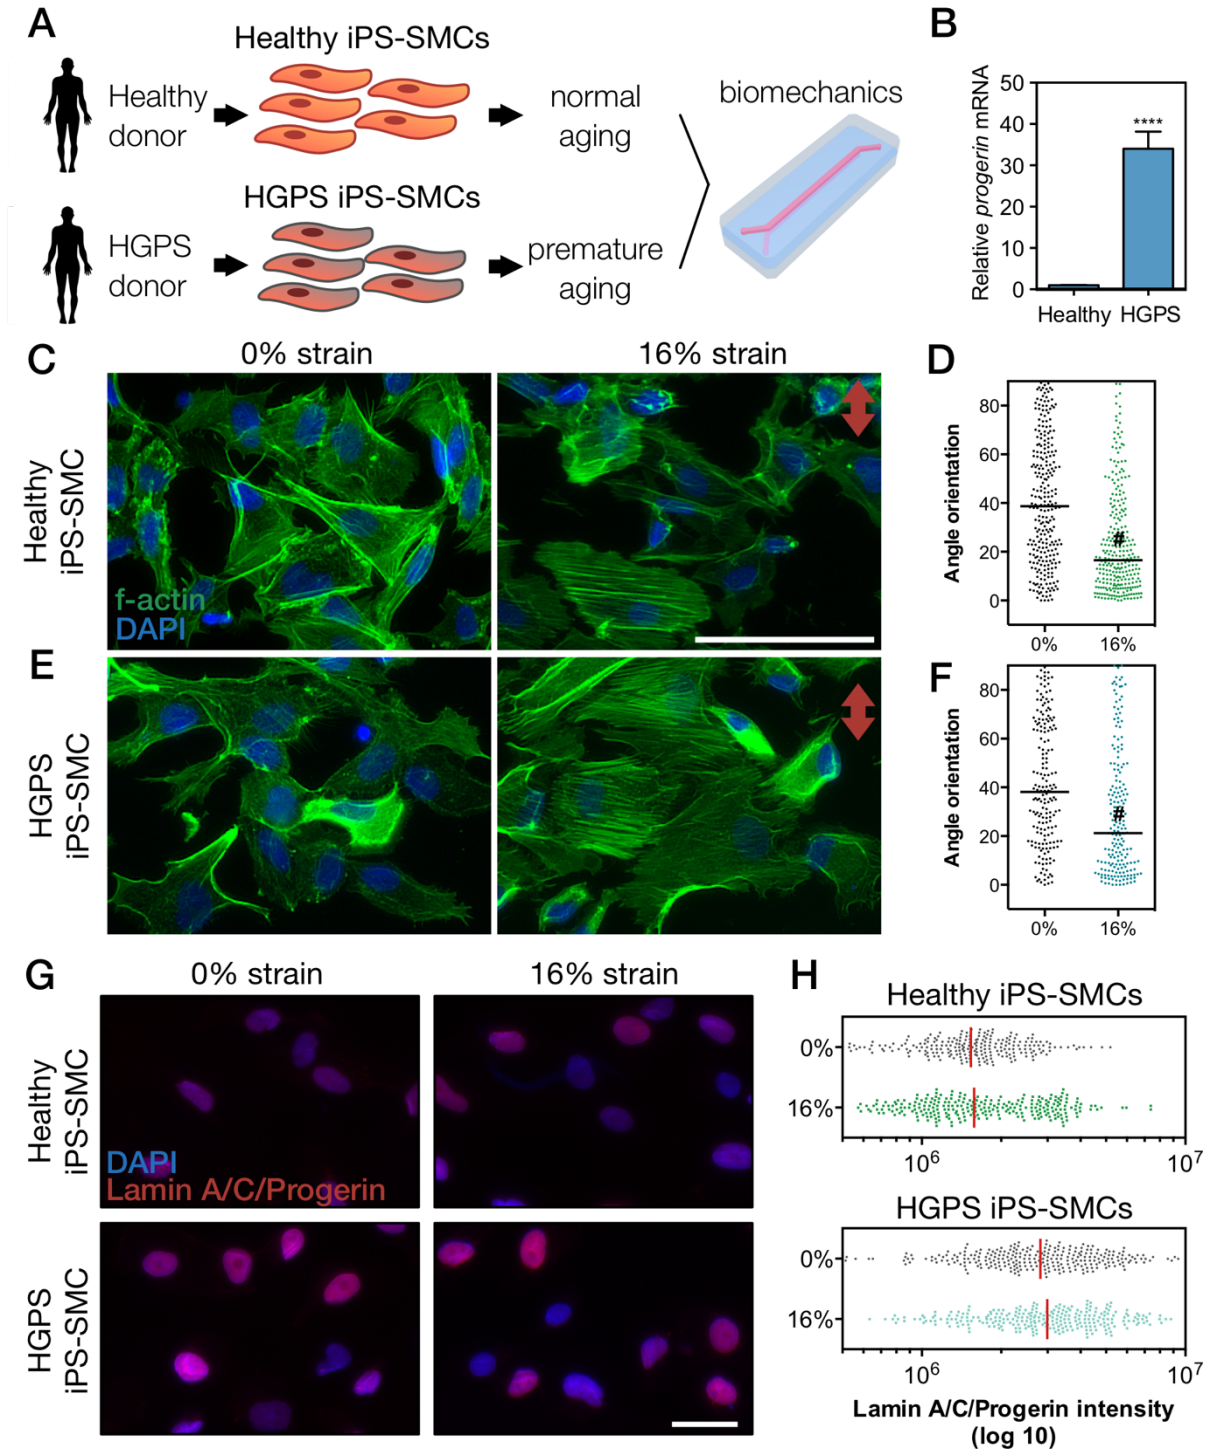 A
Healthy iPS-SMCs
Healthy
donor
normal
aging
HGPS iPS-SMCs
HGPS
donor
premature
aging
biomechanics
B
Relative progerin mRNA
50
40
30
20
10
0
****
Healthy HGPS
C
0% strain
16% strain
Healthy
iPS-SMC
f-actin
DAPI
D
Angle orientation
80
60
40
20
0
#
0%
16%
E
HGPS
iPS-SMC
F
Angle orientation
80
60
40
20
0
#
0%
16%
G
0% strain
16% strain
Healthy
iPS-SMC
DAPI
Lamin A/C/Progerin
HGPS
iPS-SMC
H
Healthy iPS-SMCs
0%
16%
10^6
10^7
HGPS iPS-SMCs
0%
16%
10^6
10^7
Lamin A/C/Progerin intensity
(log 10)